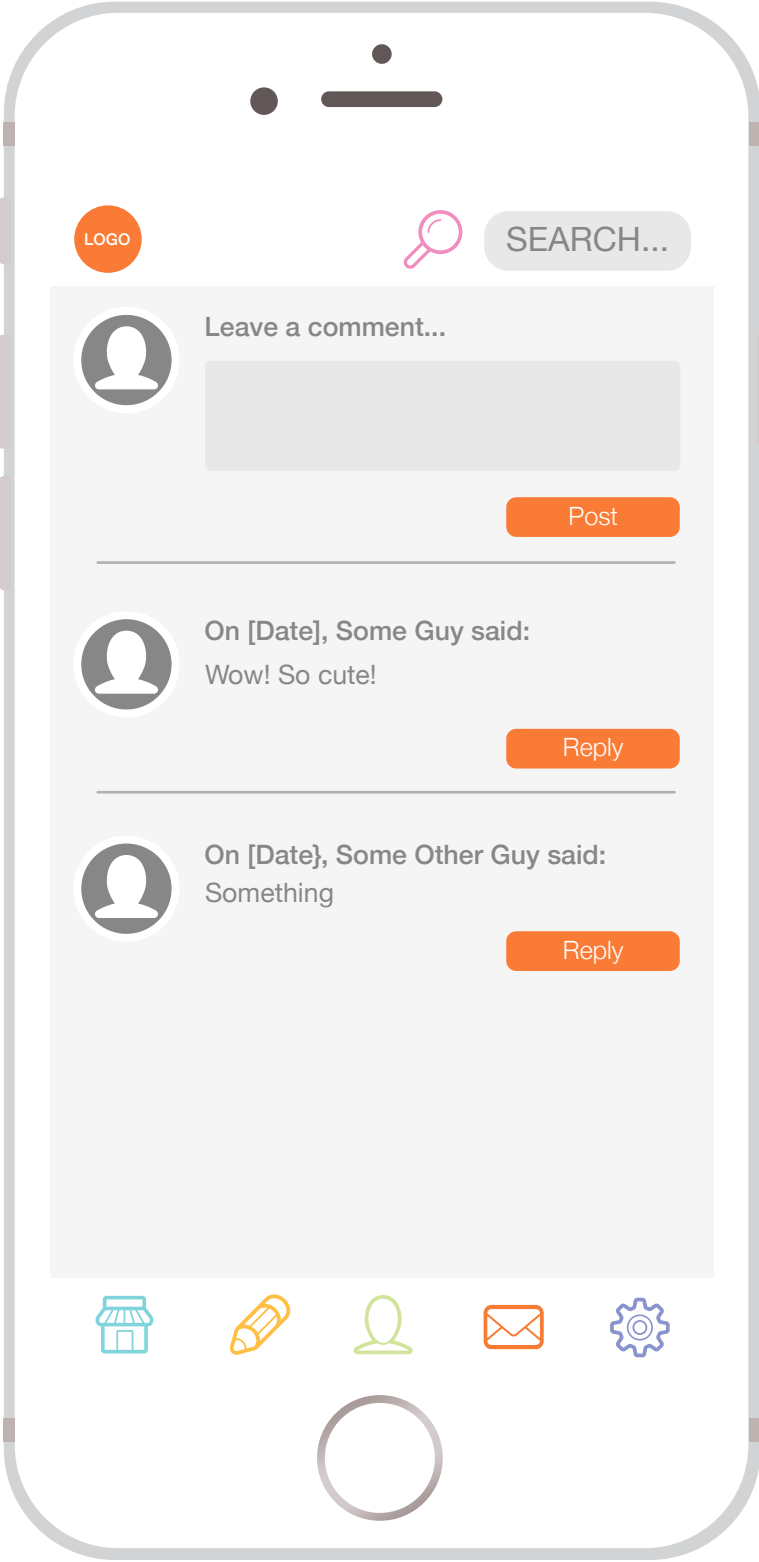 LOGO
SEARCH...
Leave a comment...
Post
On [Date], Some Guy said:
Wow! So cute!
Reply
On [Date}, Some Other Guy said:
Something
Reply